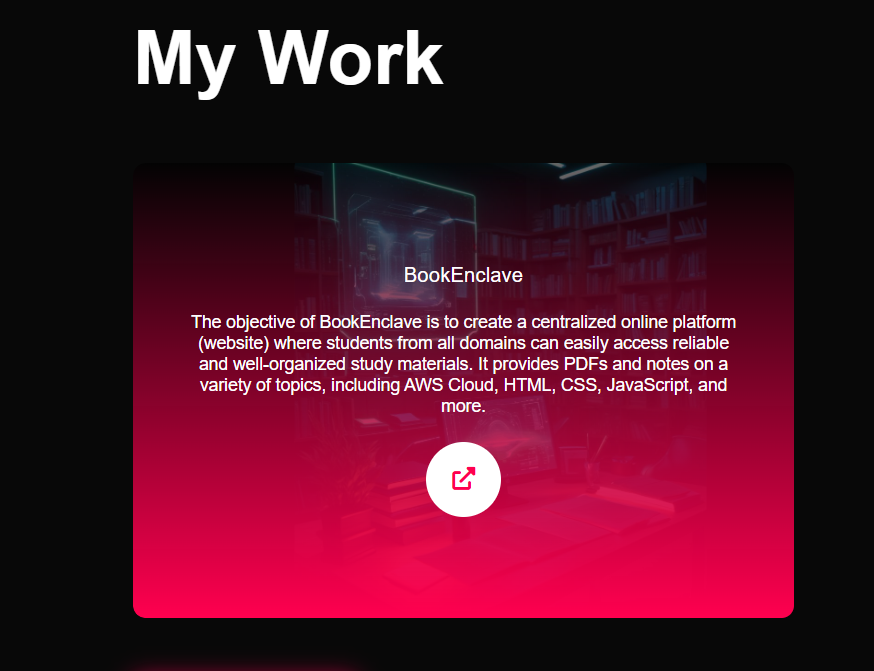 My Work
BookEnclave
The objective of BookEnclave is to create a centralized online platform
(website) where students from all domains can easily access reliable
and well-organized study materials. It provides PDFs and notes on a
variety of topics, including AWS Cloud, HTML, CSS, JavaScript, and
more.